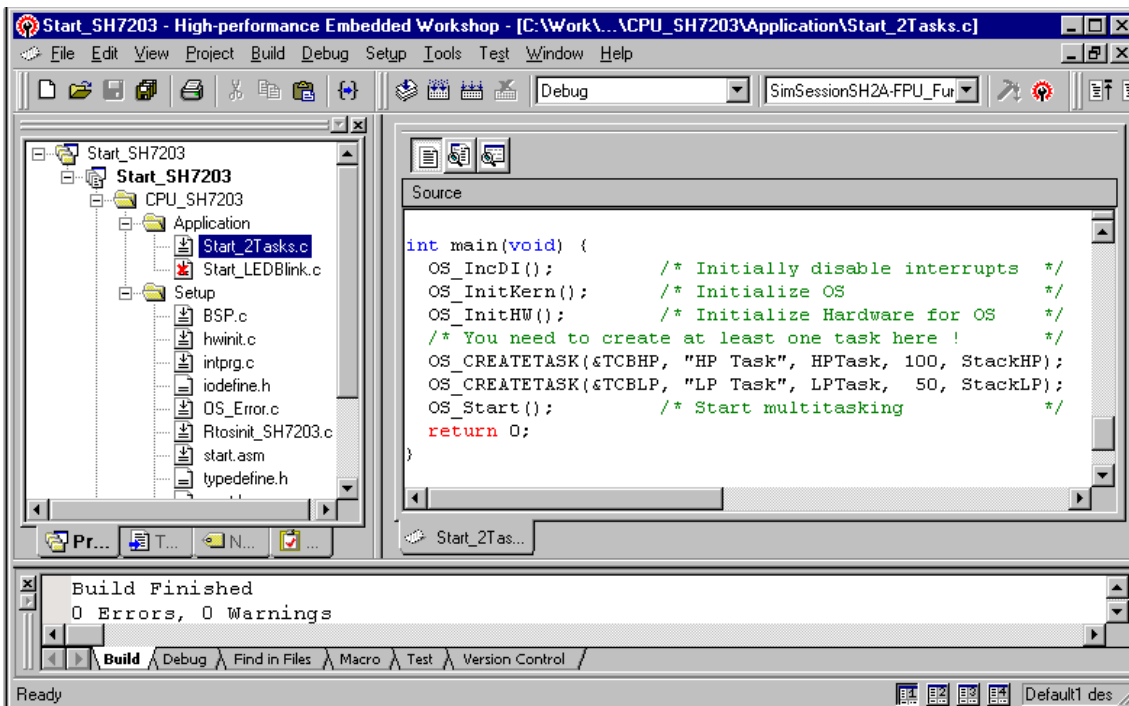 Start_SH7203 - High-performance Embedded Workshop - [C:\Work\...\CPU_SH7203\Application\Start_2Tasks.c]
File Edit View Project Build Debug Setup Tools Test Window Help
Debug
SimSessionSH2A-FPU_Fur
Start_SH7203
Start_SH7203
CPU_SH7203
Application
Start_2Tasks.c
Start_LEDBlink.c
Setup
BSP.c
hwinit.c
intprg.c
iodefine.h
OS_Error.c
Rtosinit_SH7203.c
start.asm
typedefine.h
Pr... T... N... ...
Source
int main(void) {
OS_IncDI(); /* Initially disable interrupts */
OS_InitKern(); /* Initialize OS */
OS_InitHW(); /* Initialize Hardware for OS */
/* You need to create at least one task here ! */
OS_CREATETASK(&TCBHP, "HP Task", HPTask, 100, StackHP);
OS_CREATETASK(&TCBLP, "LP Task", LPTask, 50, StackLP);
OS_Start(); /* Start multitasking */
return 0;
}
Start_2Tas...
Build Finished
0 Errors, 0 Warnings
Build Debug Find in Files Macro Test Version Control
Ready
1 2 3 4 Default1 des